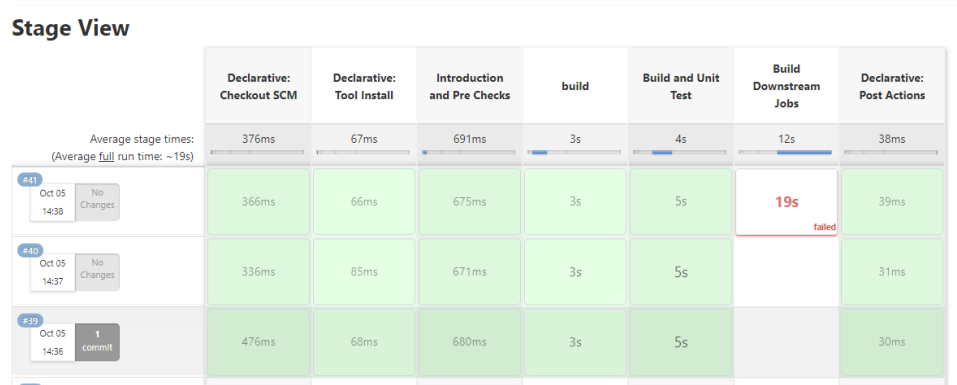 Stage View
Declarative: Checkout SCM
Declarative: Tool Install
Introduction and Pre Checks
build
Build and Unit Test
Build Downstream Jobs
Declarative: Post Actions
Average stage times:
(Average full run time: ~19s)
376ms 67ms 691ms 3s 4s 12s 38ms
#41
Oct 05
14:38
No
Changes
366ms 66ms 675ms 3s 5s 19s 39ms
failed
#40
Oct 05
14:37
No
Changes
336ms 85ms 671ms 3s 5s 31ms
#39
Oct 05
14:36
1
commit
476ms 68ms 680ms 3s 5s 30ms